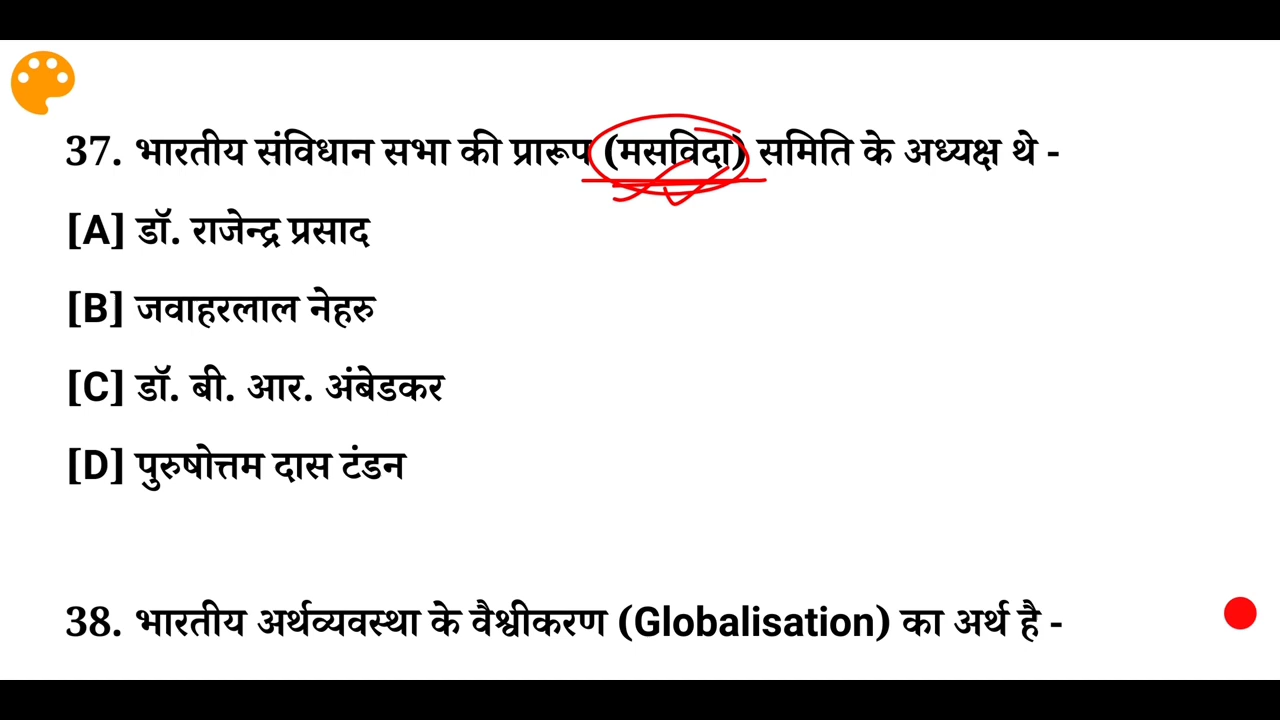 37. भारतीय संविधान सभा की प्रारूप (मसविदा) समिति के अध्यक्ष थे -
[A] डॉ. राजेन्द्र प्रसाद
[B] जवाहरलाल नेहरु
[C] डॉ. बी. आर. अंबेडकर
[D] पुरुषोत्तम दास टंडन
38. भारतीय अर्थव्यवस्था के वैश्वीकरण (Globalisation) का अर्थ है -